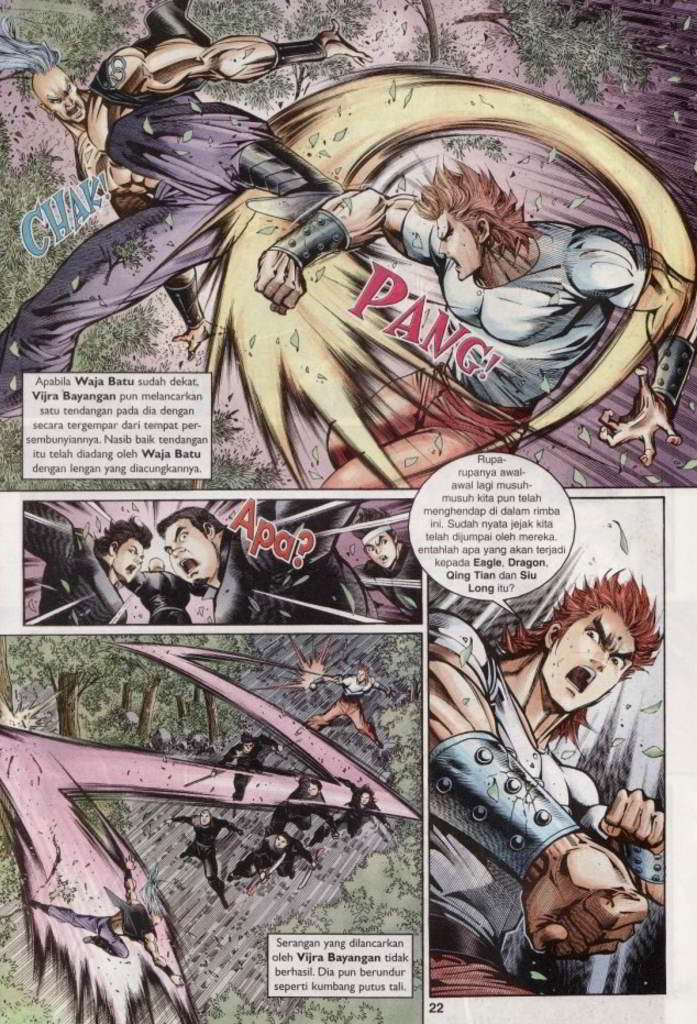 CHAK!
PANG!
Apabila Waja Batu sudah dekat,
Vijra Bayangan pun melancarkan
satu tendangan pada dia dengan
secara tergempar dari tempat per-
sembunyiannya. Nasib baik tendangan
itu telah diadang oleh Waja Batu
dengan lengan yang diacungkannya.
Apa?
Rupa-
rupanya awal-
awal lagi musuh-
musuh kita pun telah
menghendap di dalam rimba
ini. Sudah nyata jejak kita
telah dijumpai oleh mereka,
entahlah apa yang akan terjadi
kepada Eagle, Dragon,
Qing Tian dan Siu
Long itu?
Serangan yang dilancarkan
oleh Vijra Bayangan tidak
berhasil. Dia pun berundur
seperti kumbang putus tali.
22